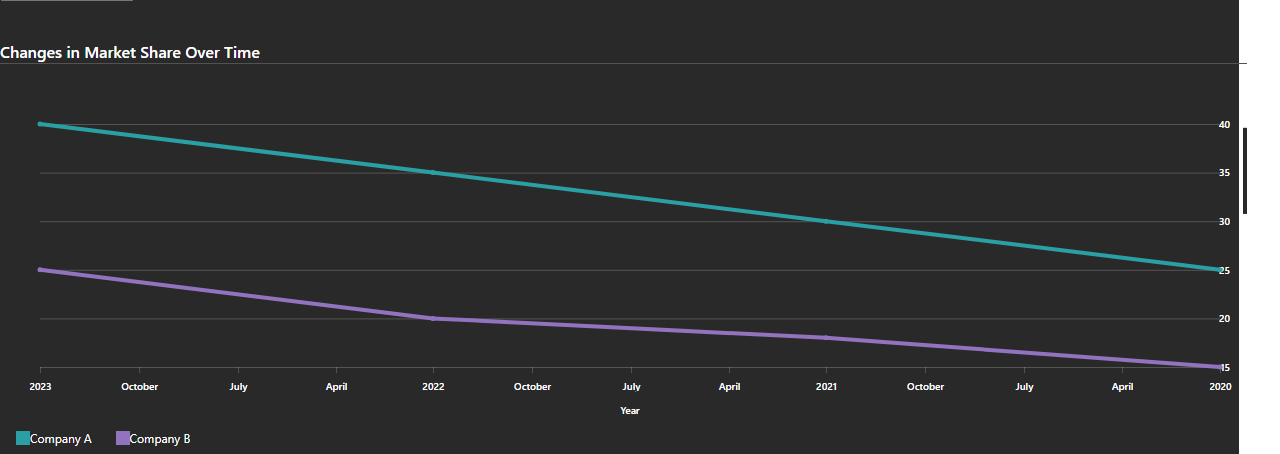 Changes in Market Share Over Time
40
35
30
25
20
15
2023 October July April 2022 October July April 2021 October July April 2020
Year
Company A Company B